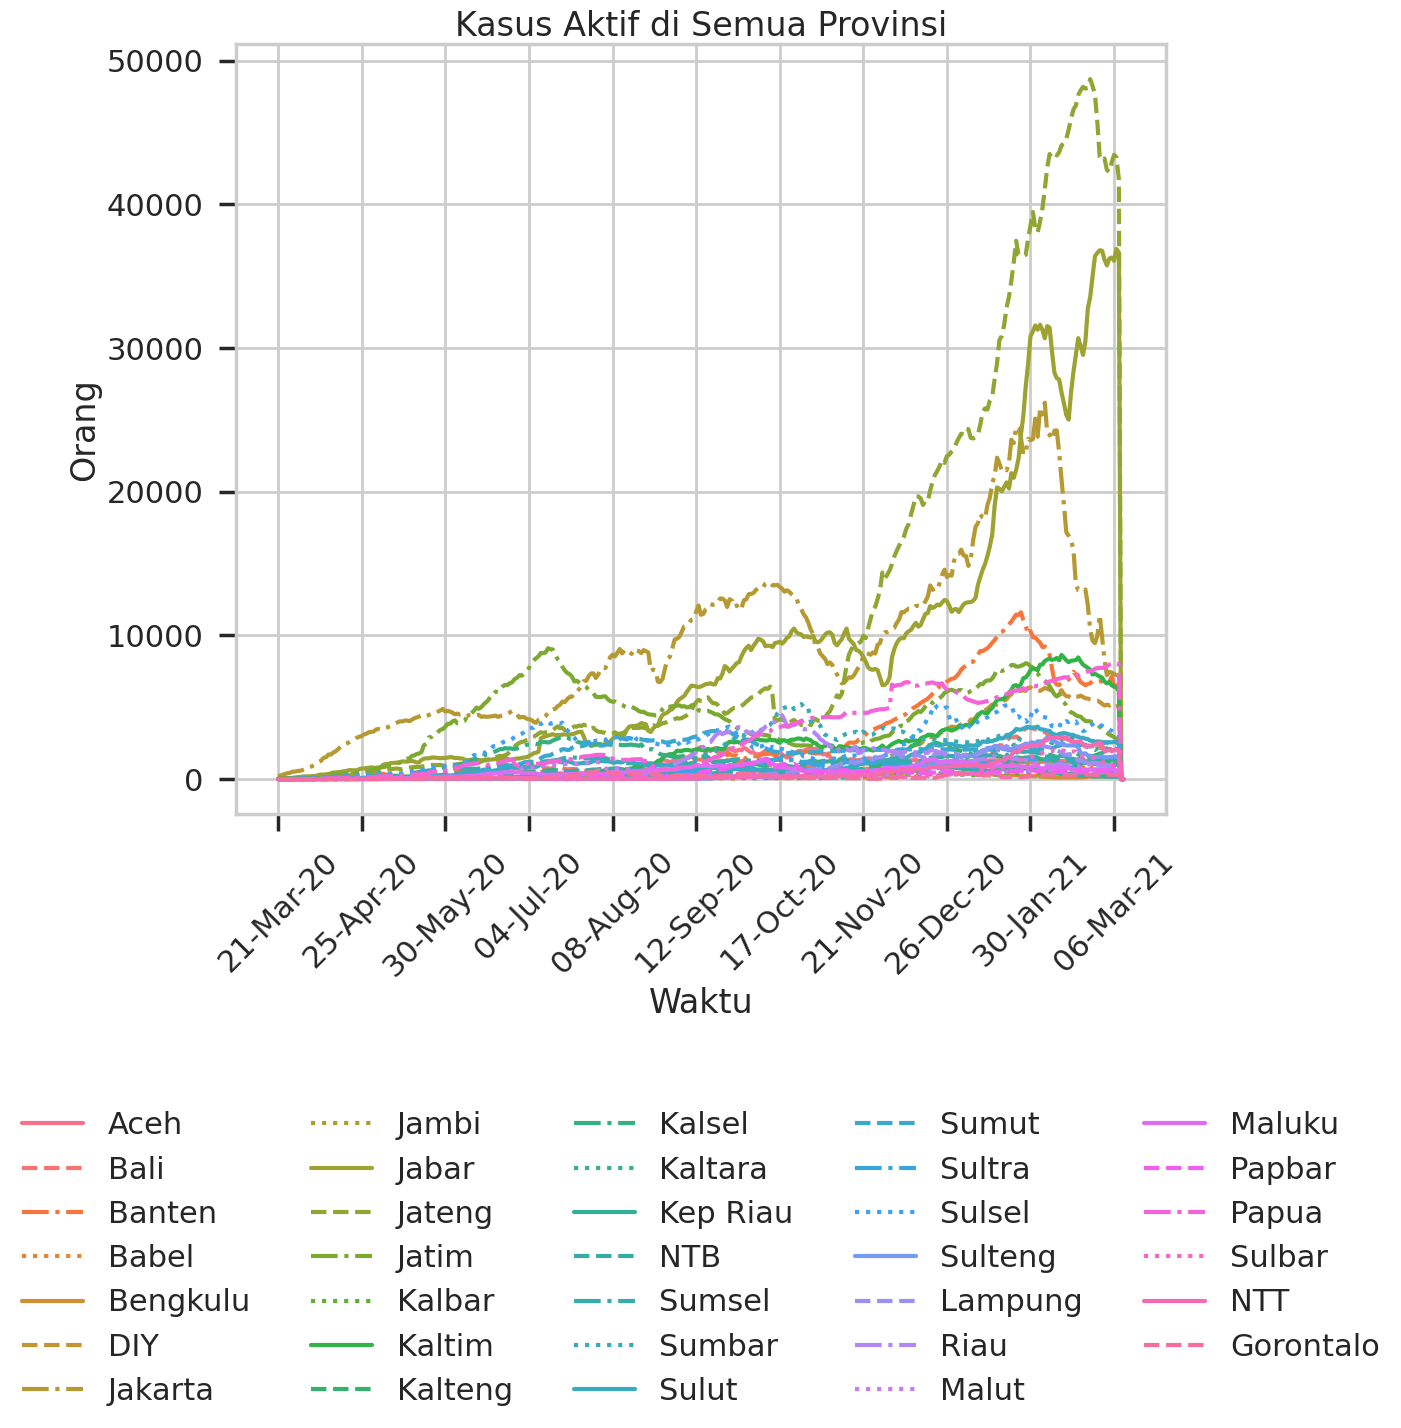 Kasus Aktif di Semua Provinsi
50000
40000
30000
20000
10000
0
Orang
21-Mar-20
25-Apr-20
30-May-20
04-Jul-20
08-Aug-20
12-Sep-20
17-Oct-20
21-Nov-20
26-Dec-20
30-Jan-21
06-Mar-21
Waktu
Aceh
Bali
Banten
Babel
Bengkulu
DIY
Jakarta
Jambi
Jabar
Jateng
Jatim
Kalbar
Kaltim
Kalteng
Kalsel
Kaltara
Kep Riau
NTB
Sumsel
Sumbar
Sulut
Sumut
Sultra
Sulsel
Sulteng
Lampung
Riau
Malut
Maluku
Papbar
Papua
Sulbar
NTT
Gorontalo